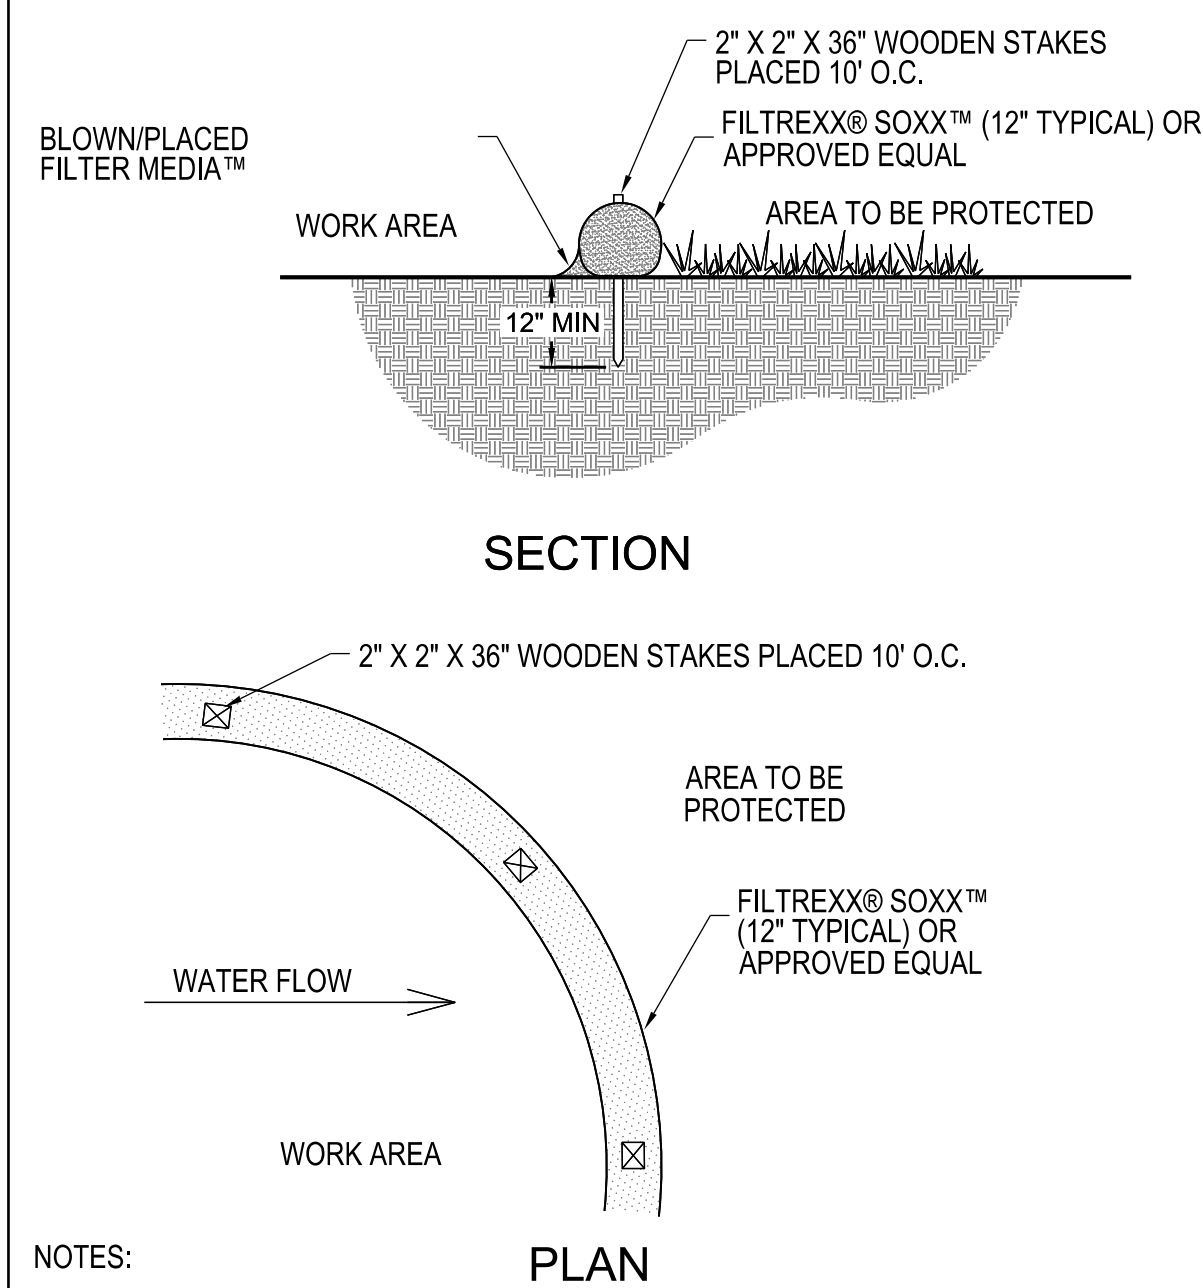 2" X 2" X 36" WOODEN STAKES
PLACED 10' O.C.
BLOWN/PLACED
FILTER MEDIA™
FILTREXX® SOXX™ (12" TYPICAL) OR
APPROVED EQUAL
WORK AREA
AREA TO BE PROTECTED
12" MIN
SECTION
2" X 2" X 36" WOODEN STAKES PLACED 10' O.C.
AREA TO BE
PROTECTED
FILTREXX® SOXX™
(12" TYPICAL) OR
APPROVED EQUAL
WATER FLOW
WORK AREA
NOTES:
PLAN